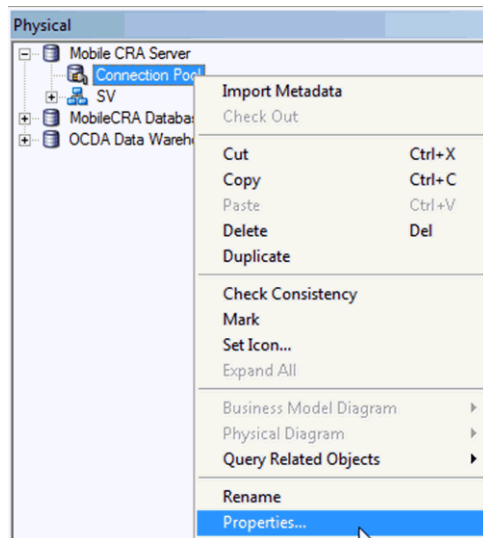 Physical
Mobile CRA Server
Connection Pool
SV
MobileCRA Databa
OCDA Data Wareh
Import Metadata
Check Out
Cut Ctrl+X
Copy Ctrl+C
Paste Ctrl+V
Delete Del
Duplicate
Check Consistency
Mark
Set Icon...
Expand All
Business Model Diagram
Physical Diagram
Query Related Objects
Rename
Properties...